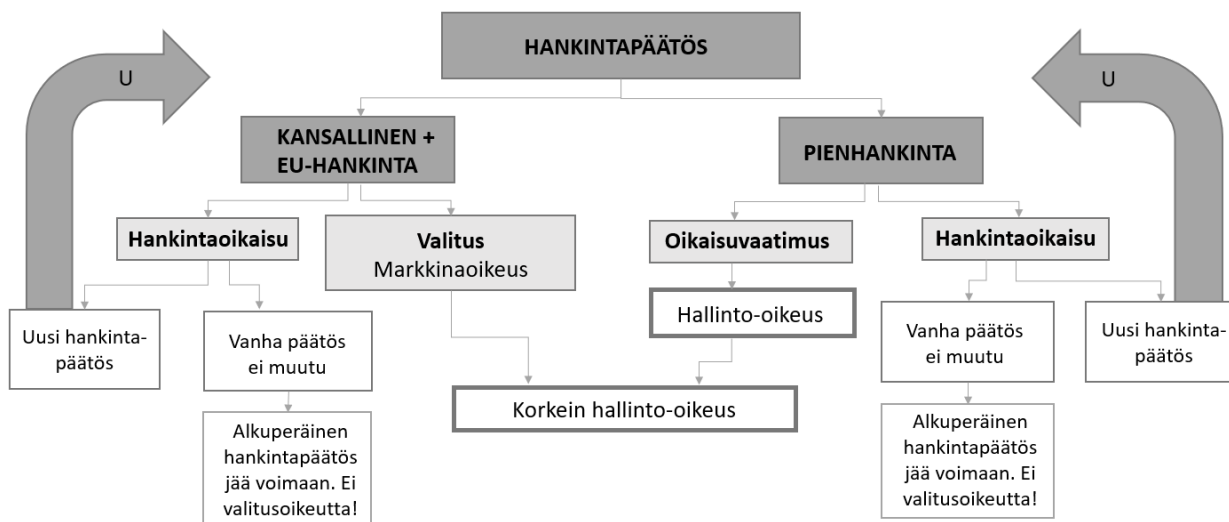 HANKINTAPÄÄTÖS
U
U
KANSALLINEN +
EU-HANKINTA
PIENHANKINTA
Hankintaoikaisu
Valitus
Markkinaoikeus
Oikaisuvaatimus
Hankintaoikaisu
Uusi hankinta-
päätös
Vanha päätös
ei muutu
Hallinto-oikeus
Vanha päätös
ei muutu
Uusi hankinta-
päätös
Korkein hallinto-oikeus
Alkuperäinen
hankintapäätös
jää voimaan. Ei
valitusoikeutta!
Alkuperäinen
hankintapäätös
jää voimaan. Ei
valitusoikeutta!